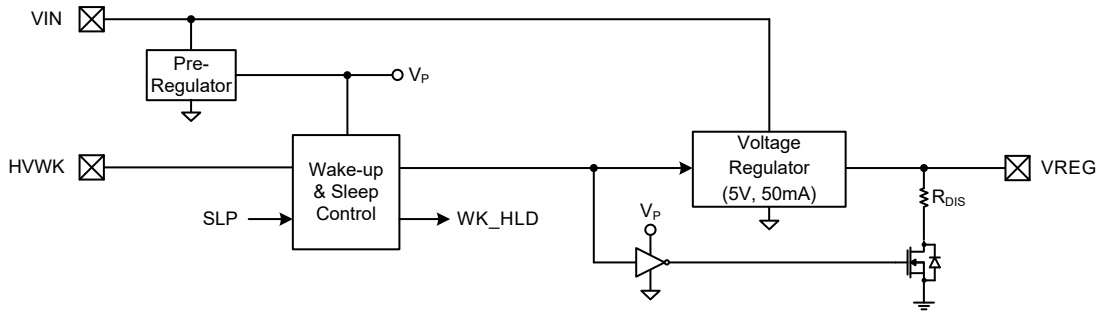 VIN
Pre-
Regulator
VP
HVWK
Wake-up
& Sleep
Control
SLP
WK_HLD
Voltage
Regulator
(5V, 50mA)
VREG
RDIS
VP